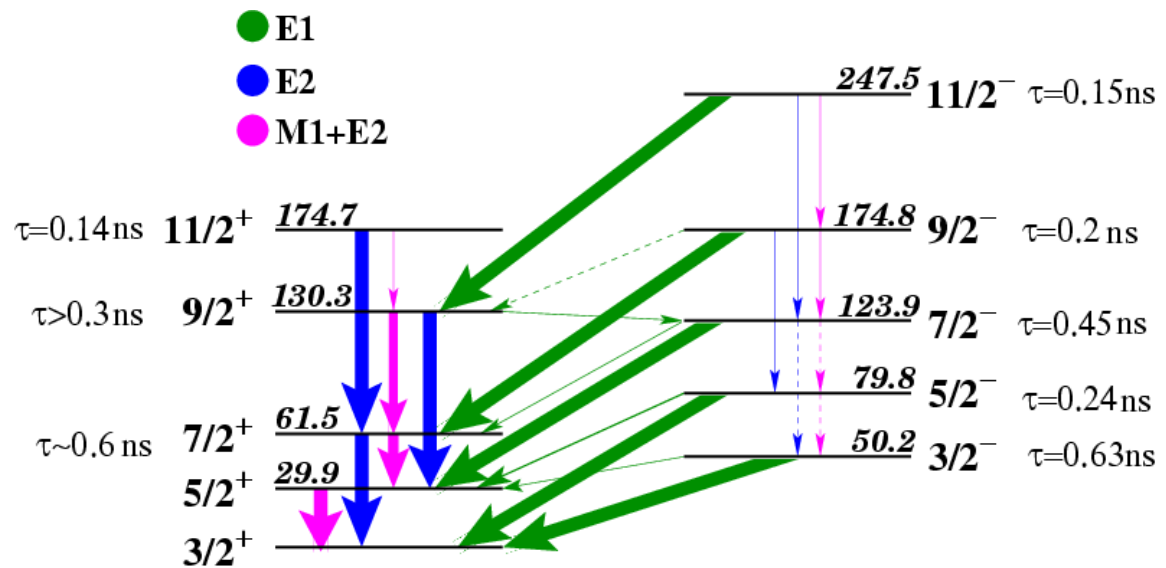 E1
E2
M1+E2
247.5 11/2⁻ τ=0.15ns
τ=0.14ns 11/2⁺ 174.7
174.8 9/2⁻ τ=0.2 ns
τ>0.3ns 9/2⁺ 130.3
123.9 7/2⁻ τ=0.45 ns
79.8 5/2⁻ τ=0.24ns
τ~0.6 ns 7/2⁺ 61.5
50.2 3/2⁻ τ=0.63ns
5/2⁺ 29.9
3/2⁺